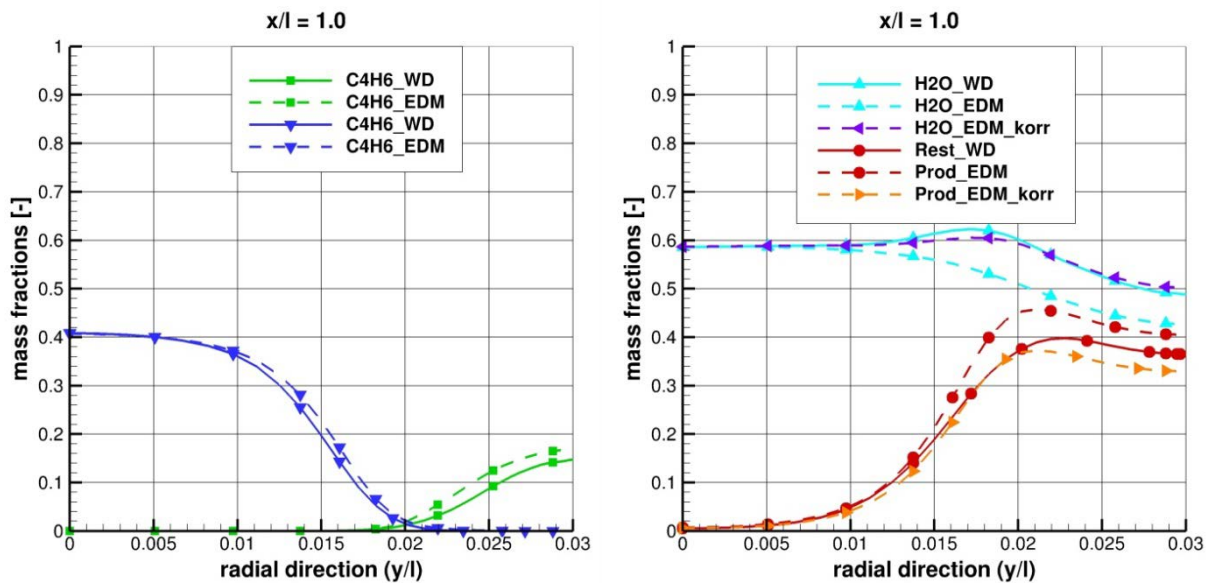 x/l = 1.0
mass fractions [-]
1
0.9
0.8
0.7
0.6
0.5
0.4
0.3
0.2
0.1
0
C4H6_WD
C4H6_EDM
C4H6_WD
C4H6_EDM
0 0.005 0.01 0.015 0.02 0.025 0.03
radial direction (y/l)
x/l = 1.0
mass fractions [-]
1
0.9
0.8
0.7
0.6
0.5
0.4
0.3
0.2
0.1
0
H2O_WD
H2O_EDM
H2O_EDM_korr
Rest_WD
Prod_EDM
Prod_EDM_korr
0 0.005 0.01 0.015 0.02 0.025 0.03
radial direction (y/l)